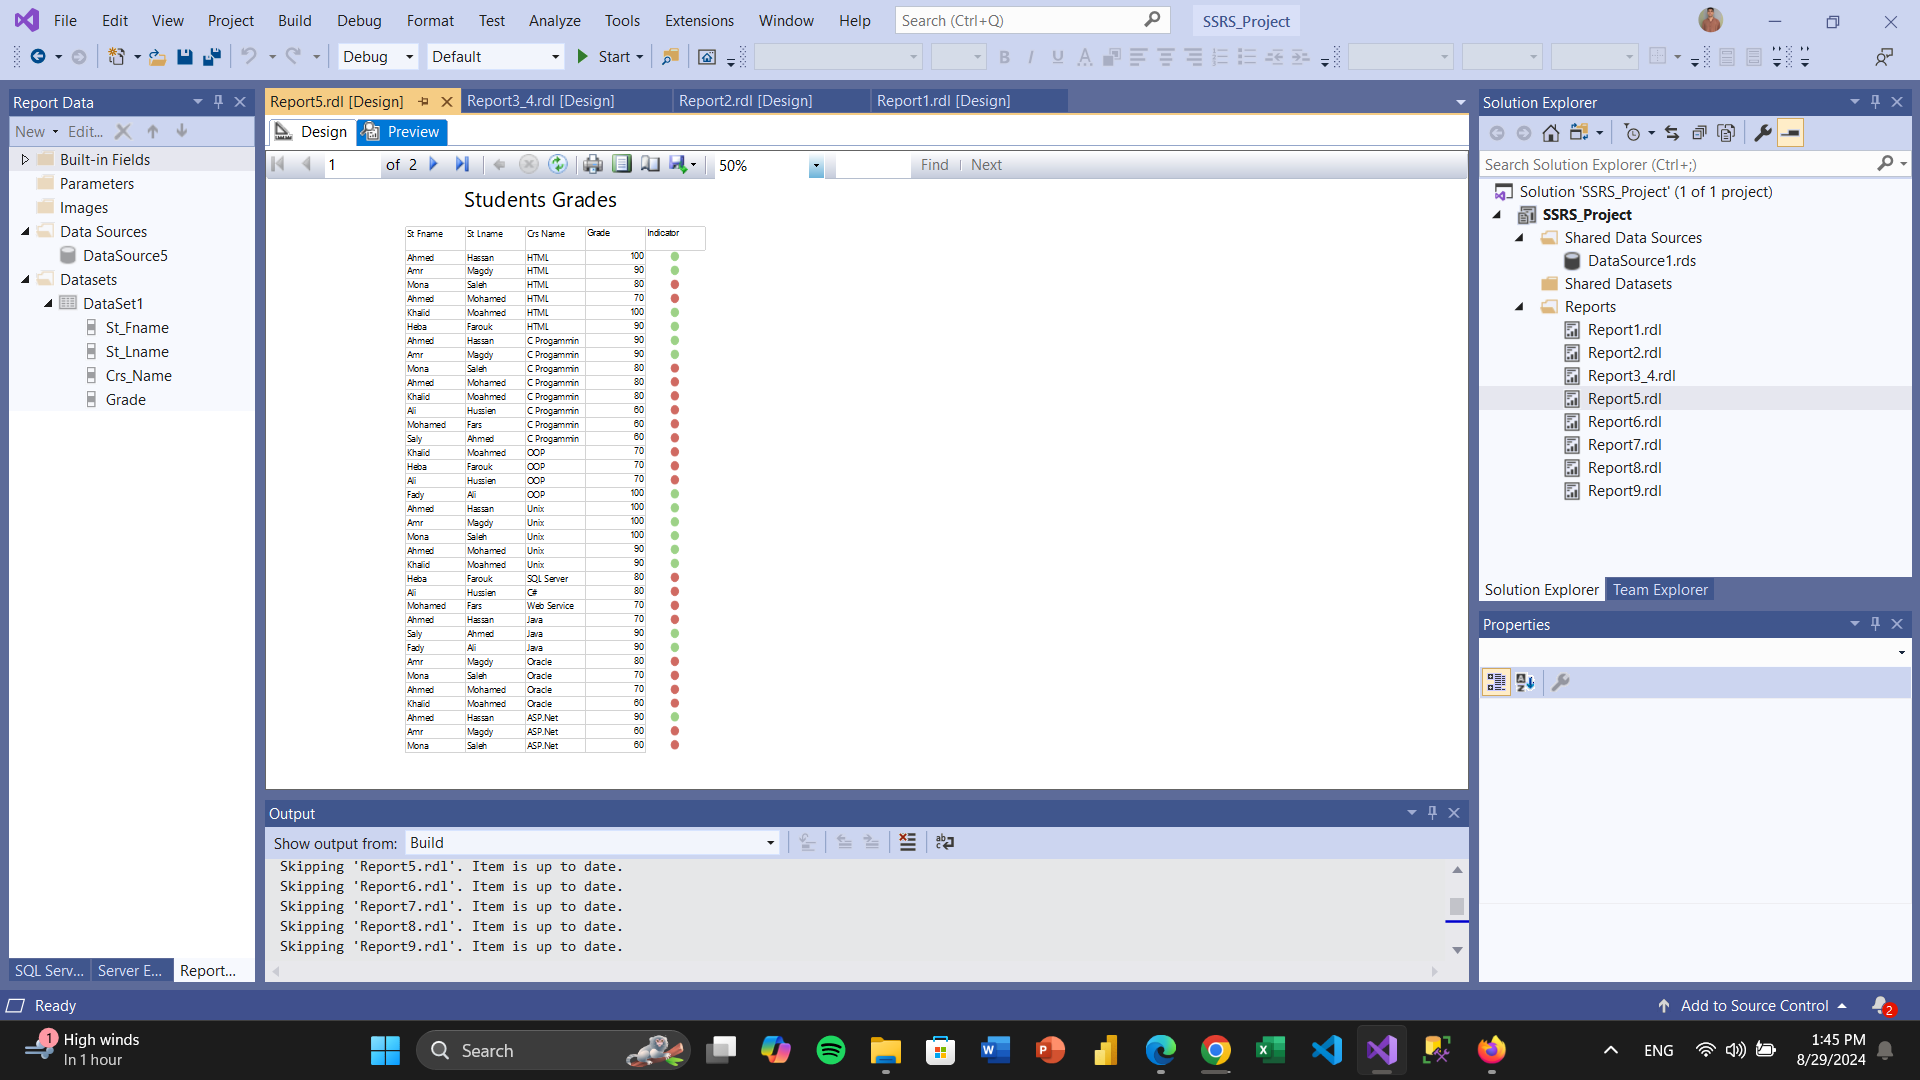 File Edit View Project Build Debug Format Test Analyze Tools Extensions Window Help Search (Ctrl+Q) SSRS_Project
Debug Default Start
Report Data
New Edit...
Built-in Fields
Parameters
Images
Data Sources
DataSource5
Datasets
DataSet1
St_Fname
St_Lname
Crs_Name
Grade
SQL Serv... Server E... Report...
Report5.rdl [Design] Report3_4.rdl [Design] Report2.rdl [Design] Report1.rdl [Design]
Design Preview
1 of 2 50% Find Next
Students Grades
St Fname St Lname Crs Name Grade Indicator
Ahmed Hassan HTML 100
Amr Magdy HTML 90
Mona Saleh HTML 80
Ahmed Mohamed HTML 70
Khalid Moahmed HTML 100
Heba Farouk HTML 90
Ahmed Hassan C Progammin 90
Amr Magdy C Progammin 90
Mona Saleh C Progammin 80
Ahmed Mohamed C Progammin 80
Khalid Moahmed C Progammin 80
Ali Hussien C Progammin 60
Mohamed Fars C Progammin 60
Saly Ahmed C Progammin 60
Khalid Moahmed OOP 70
Heba Farouk OOP 70
Ali Hussien OOP 70
Fady Ali OOP 100
Ahmed Hassan Unix 100
Amr Magdy Unix 100
Mona Saleh Unix 100
Ahmed Mohamed Unix 90
Khalid Moahmed Unix 90
Heba Farouk SQL Server 80
Ali Hussien C# 80
Mohamed Fars Web Service 70
Ahmed Hassan Java 70
Saly Ahmed Java 90
Fady Ali Java 90
Amr Magdy Oracle 80
Mona Saleh Oracle 70
Ahmed Mohamed Oracle 70
Khalid Moahmed Oracle 60
Ahmed Hassan ASP.Net 90
Amr Magdy ASP.Net 60
Mona Saleh ASP.Net 60
Output
Show output from: Build
Skipping 'Report5.rdl'. Item is up to date.
Skipping 'Report6.rdl'. Item is up to date.
Skipping 'Report7.rdl'. Item is up to date.
Skipping 'Report8.rdl'. Item is up to date.
Skipping 'Report9.rdl'. Item is up to date.
Solution Explorer
Search Solution Explorer (Ctrl+;)
Solution 'SSRS_Project' (1 of 1 project)
SSRS_Project
Shared Data Sources
DataSource1.rds
Shared Datasets
Reports
Report1.rdl
Report2.rdl
Report3_4.rdl
Report5.rdl
Report6.rdl
Report7.rdl
Report8.rdl
Report9.rdl
Solution Explorer Team Explorer
Properties
Ready Add to Source Control 2
1 High winds
In 1 hour
Search
ENG
1:45 PM
8/29/2024